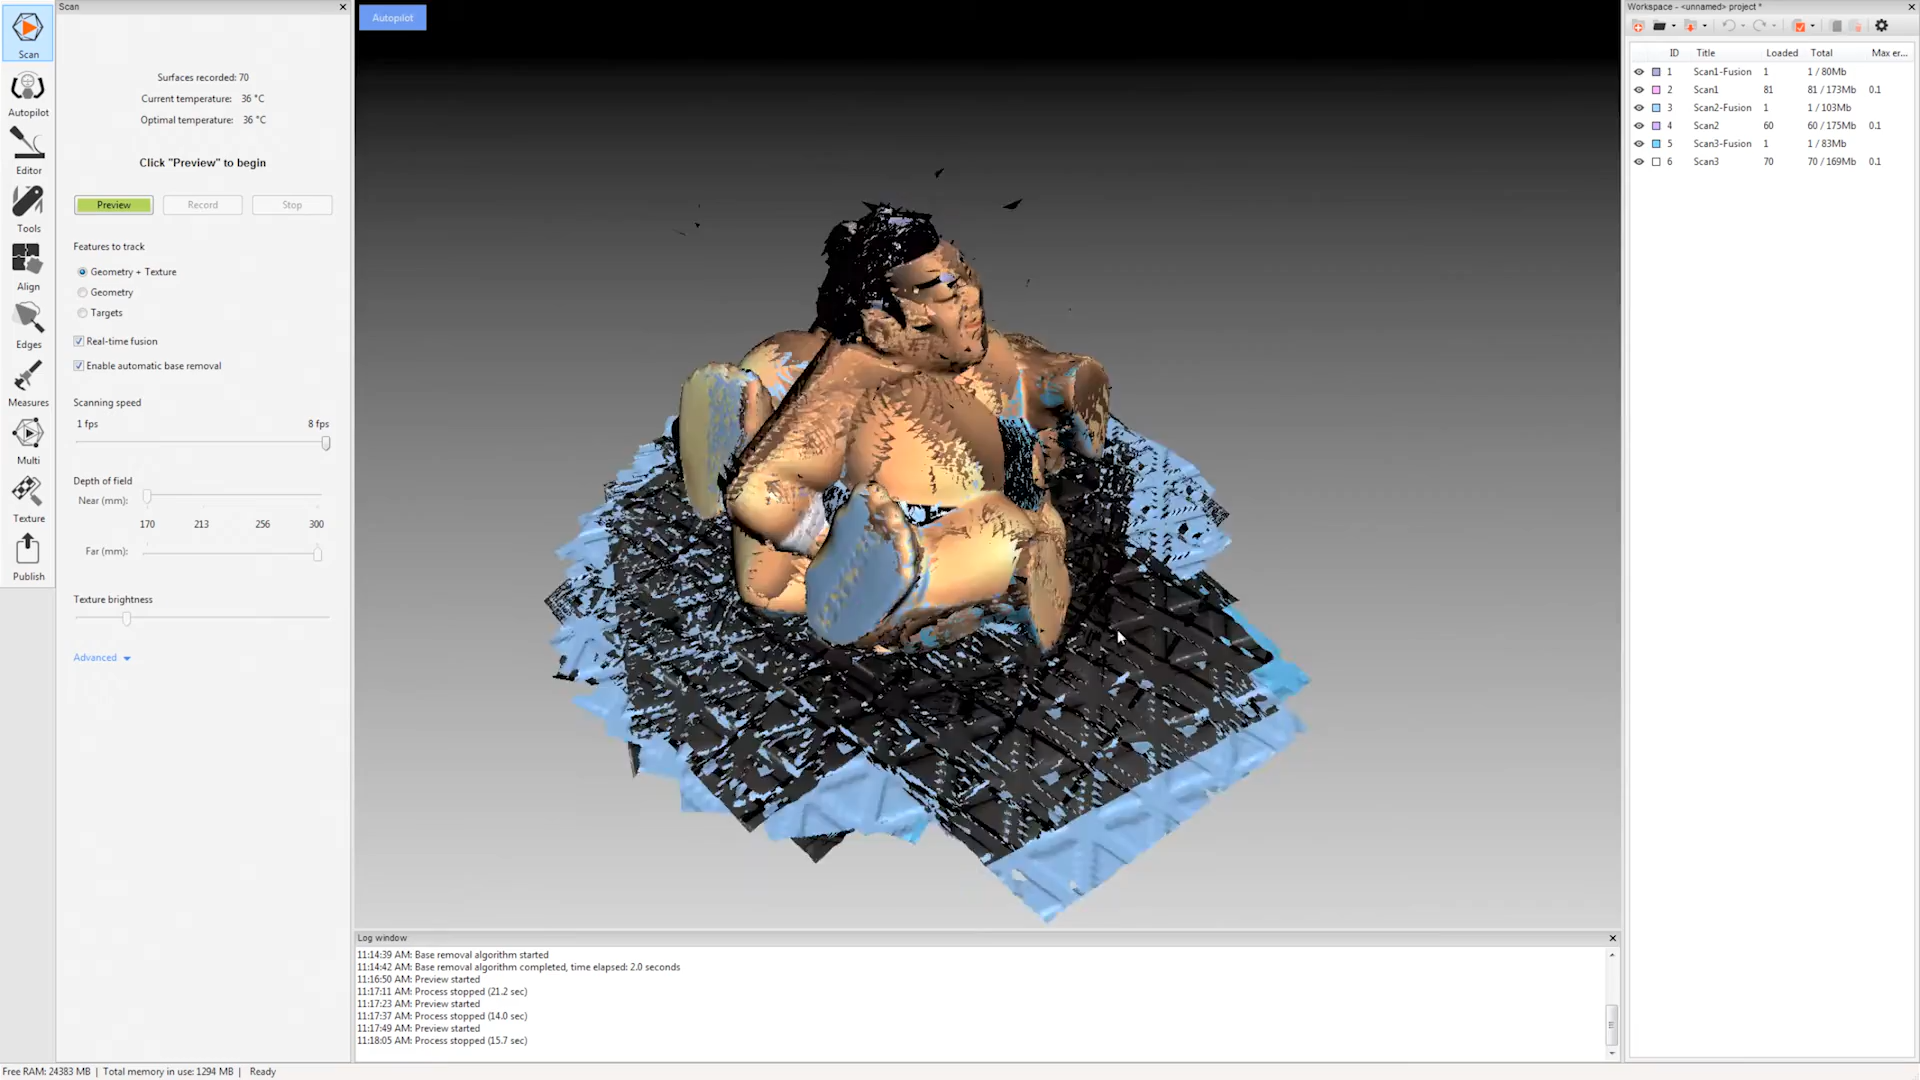 Scan
Autopilot
Editor
Tools
Align
Edges
Measures
Multi
Texture
Publish
Scan
Surfaces recorded: 70
Current temperature: 36 °C
Optimal temperature: 36 °C
Click "Preview" to begin
Preview
Record
Stop
Features to track
Geometry + Texture
Geometry
Targets
Real-time fusion
Enable automatic base removal
Scanning speed
1 fps 8 fps
Depth of field
Near (mm):
170 213 256 300
Far (mm):
Texture brightness
Advanced
Autopilot
Log window
11:14:39 AM: Base removal algorithm started
11:14:42 AM: Base removal algorithm completed, time elapsed: 2.0 seconds
11:16:50 AM: Preview started
11:17:11 AM: Process stopped (21.2 sec)
11:17:23 AM: Preview started
11:17:37 AM: Process stopped (14.0 sec)
11:17:49 AM: Preview started
11:18:05 AM: Process stopped (15.7 sec)
Workspace - <unnamed> project *
ID Title Loaded Total Max er...
1 Scan1-Fusion 1 1 / 80Mb
2 Scan1 81 81 / 173Mb 0.1
3 Scan2-Fusion 1 1 / 103Mb
4 Scan2 60 60 / 175Mb 0.1
5 Scan3-Fusion 1 1 / 83Mb
6 Scan3 70 70 / 169Mb 0.1
Free RAM: 24383 MB | Total memory in use: 1294 MB | Ready